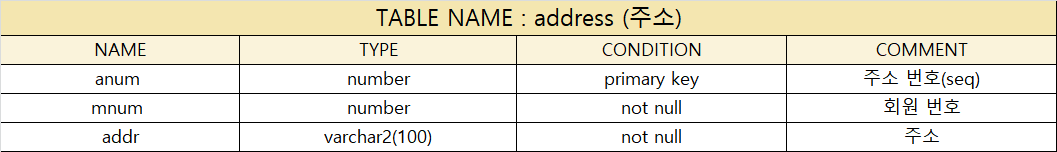 TABLE NAME : address (주소)
NAME TYPE CONDITION COMMENT
anum number primary key 주소 번호(seq)
mnum number not null 회원 번호
addr varchar2(100) not null 주소